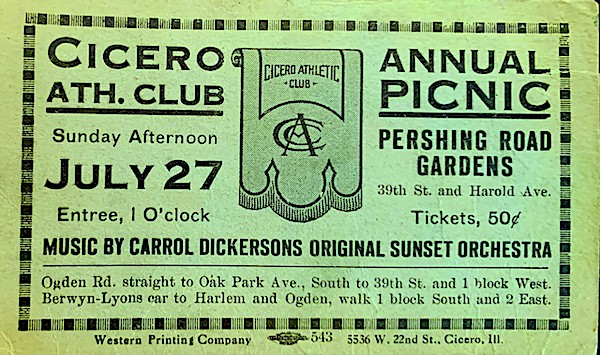 CICERO
ATH. CLUB
Sunday Afternoon
JULY 27
Entree, 1 O'clock
CICERO ATHLETIC
· CLUB ·
CAC
ANNUAL
PICNIC
PERSHING ROAD
GARDENS
39th St. and Harold Ave.
Tickets, 50¢
MUSIC BY CARROL DICKERSONS ORIGINAL SUNSET ORCHESTRA
Ogden Rd. straight to Oak Park Ave., South to 39th St. and 1 block West.
Berwyn-Lyons car to Harlem and Ogden, walk 1 block South and 2 East.
Western Printing Company 543 5536 W. 22nd St., Cicero, Ill.